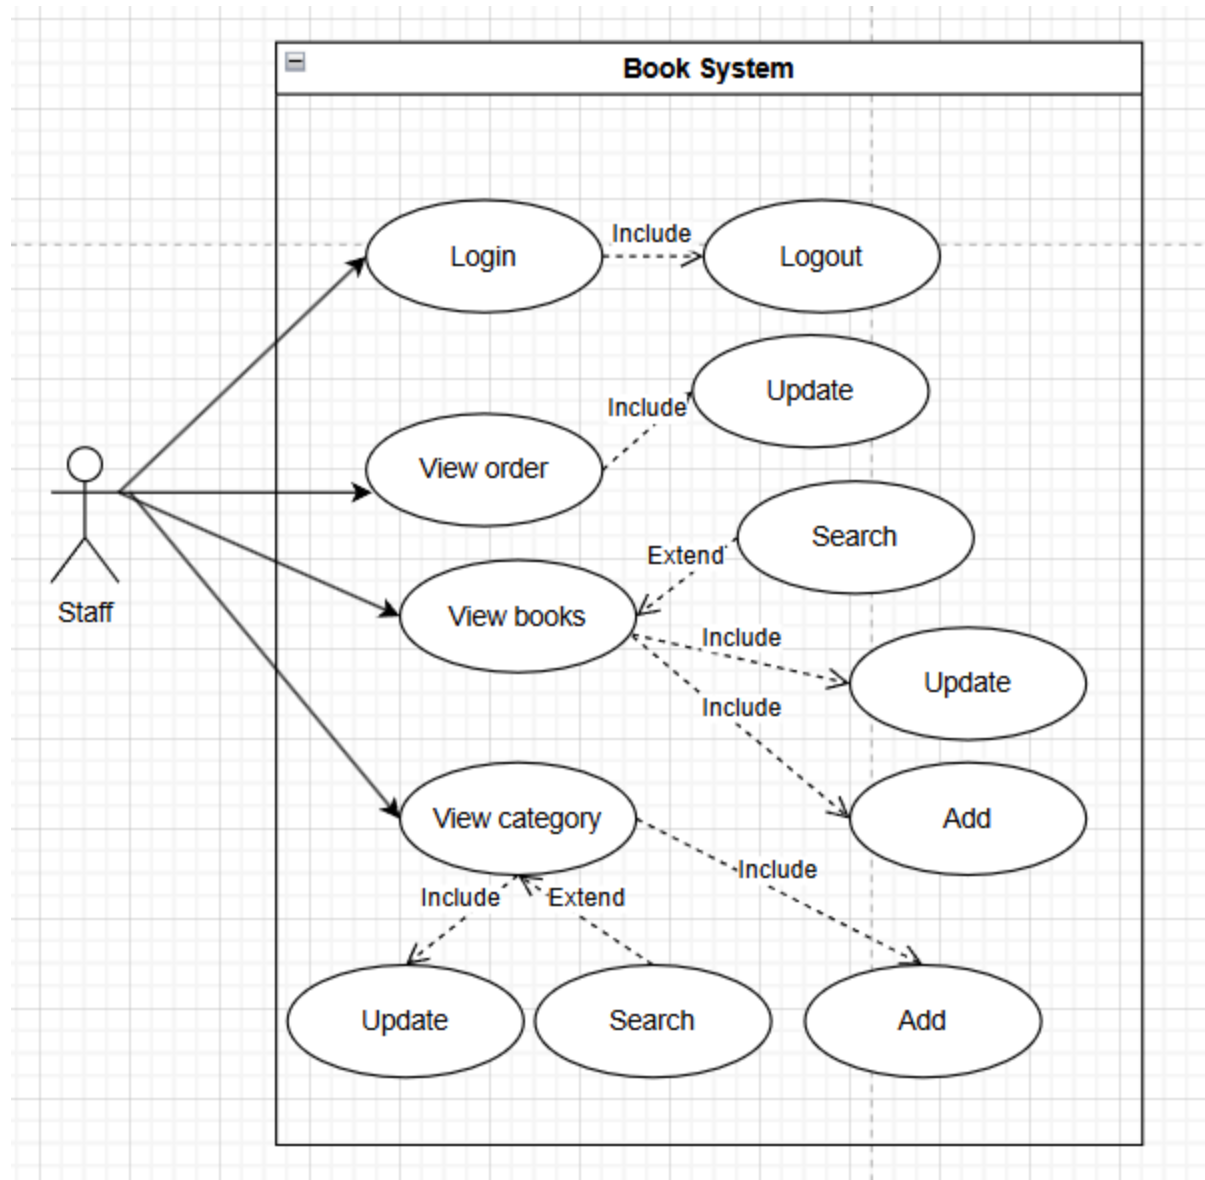 Book System
Login
Include
Logout
Update
Include
View order
Search
Extend
View books
Include
Update
Include
Add
View category
Include
Include
Extend
Update
Search
Add
Staff